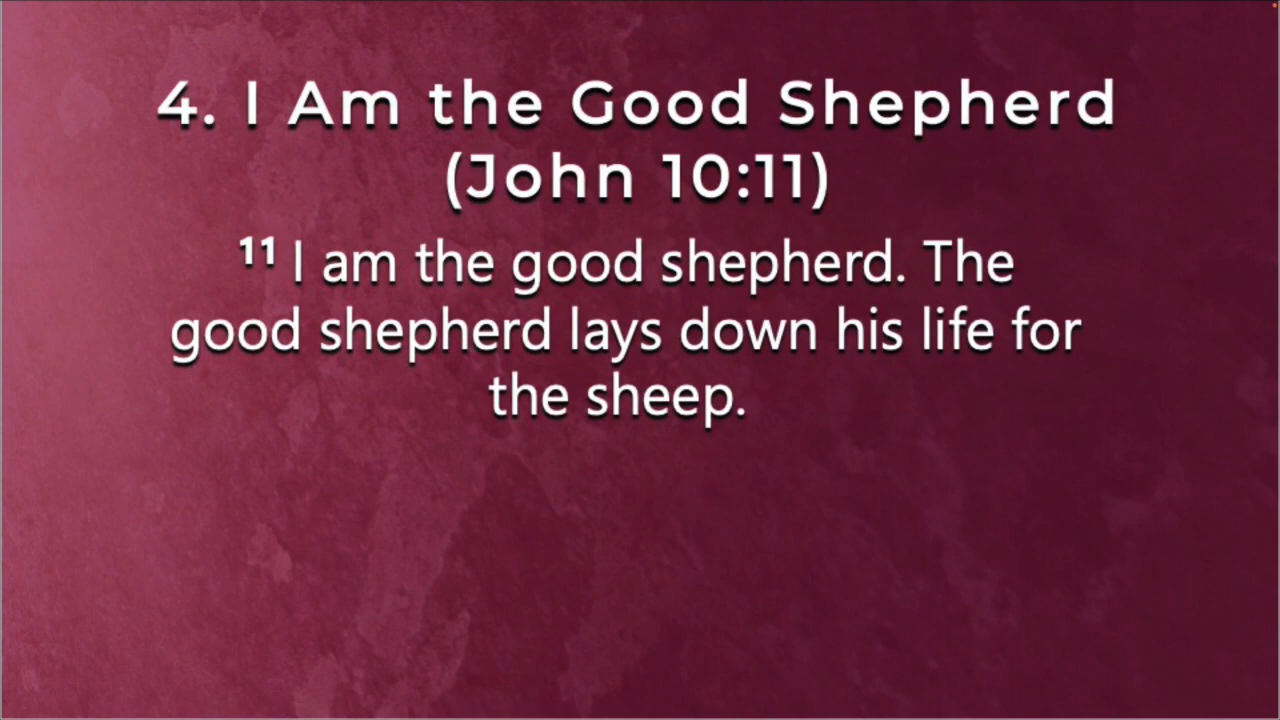 4. I Am the Good Shepherd
(John 10:11)
11 I am the good shepherd. The
good shepherd lays down his life for
the sheep.